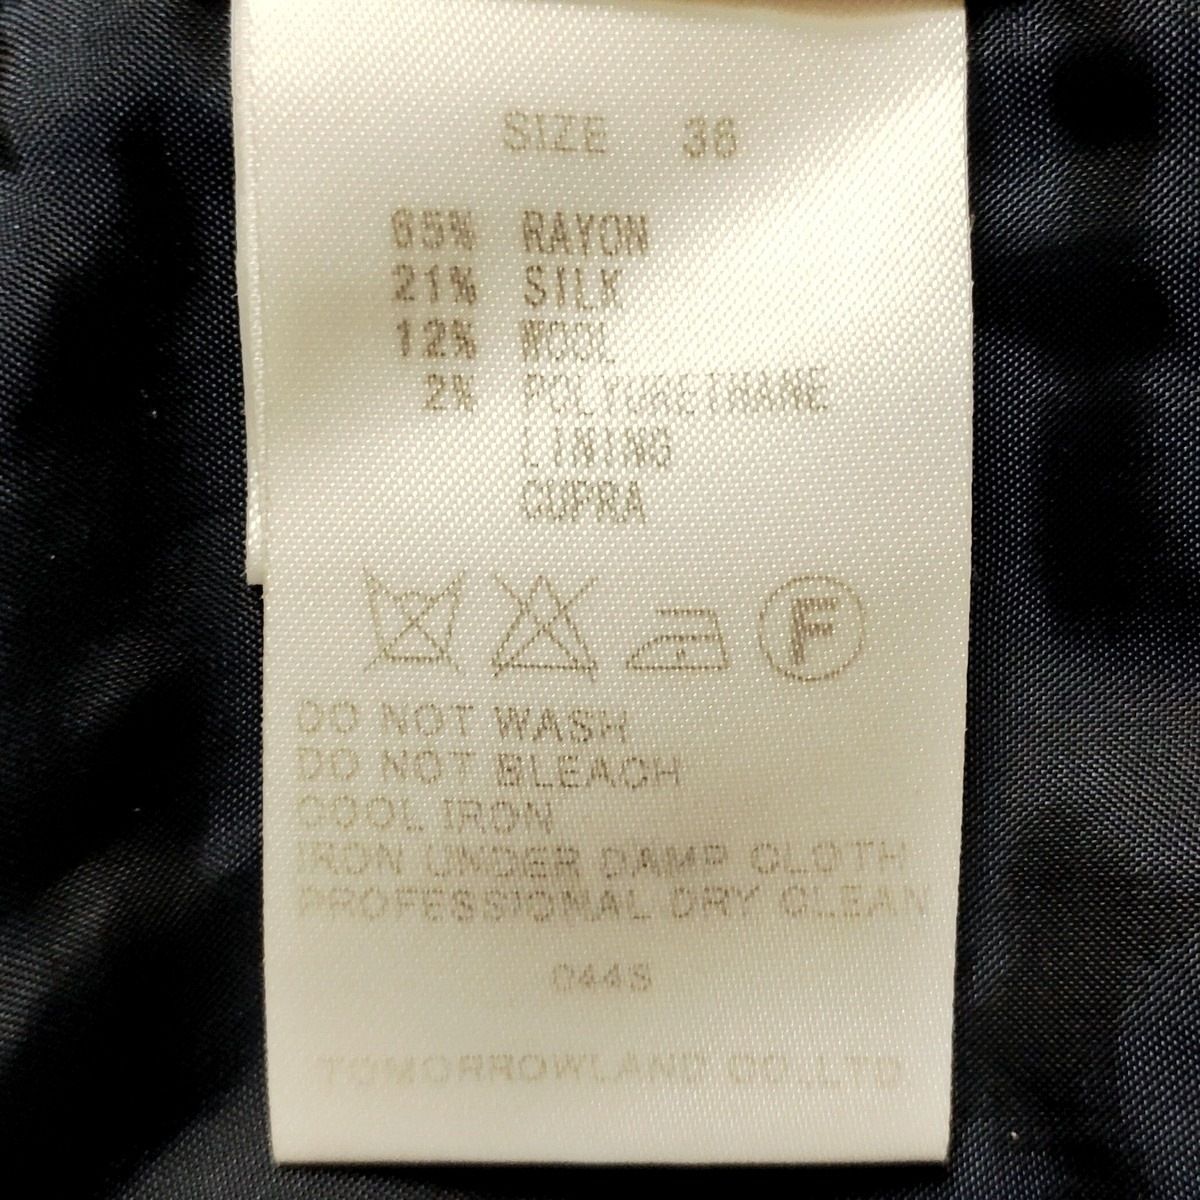 SIZE 36
65% RAYON
21% SILK
12% WOOL
2% POLYURETHANE
LINING
CUPRA
F
DO NOT WASH
DO NOT BLEACH
COOL IRON
IRON UNDER DAMP CLOTH
PROFESSIONAL DRY CLEAN
044S
TOMORROWLAND CO.,LTD